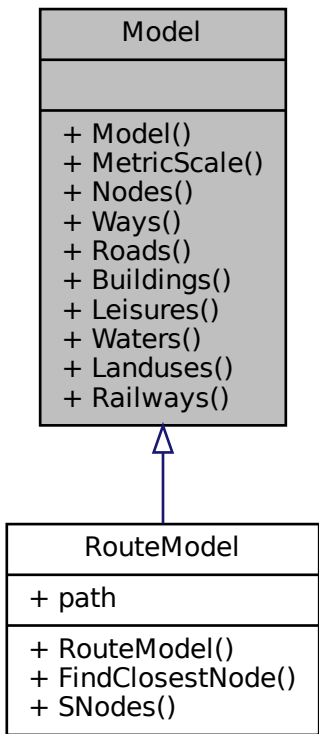 Model
+ Model()
+ MetricScale()
+ Nodes()
+ Ways()
+ Roads()
+ Buildings()
+ Leisures()
+ Waters()
+ Landuses()
+ Railways()
RouteModel
+ path
+ RouteModel()
+ FindClosestNode()
+ SNodes()